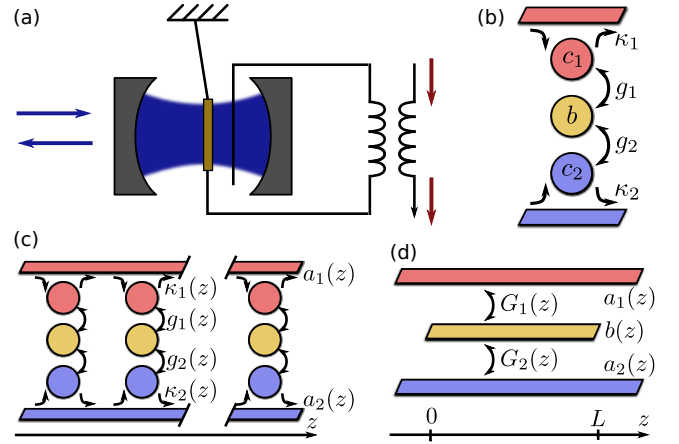 (a)
(b)
κ₁
c₁
g₁
b
g₂
c₂
κ₂
(c)
κ₁(z)
a₁(z)
g₁(z)
g₂(z)
κ₂(z)
a₂(z)
z
(d)
G₁(z)
a₁(z)
b(z)
G₂(z)
a₂(z)
0
L
z